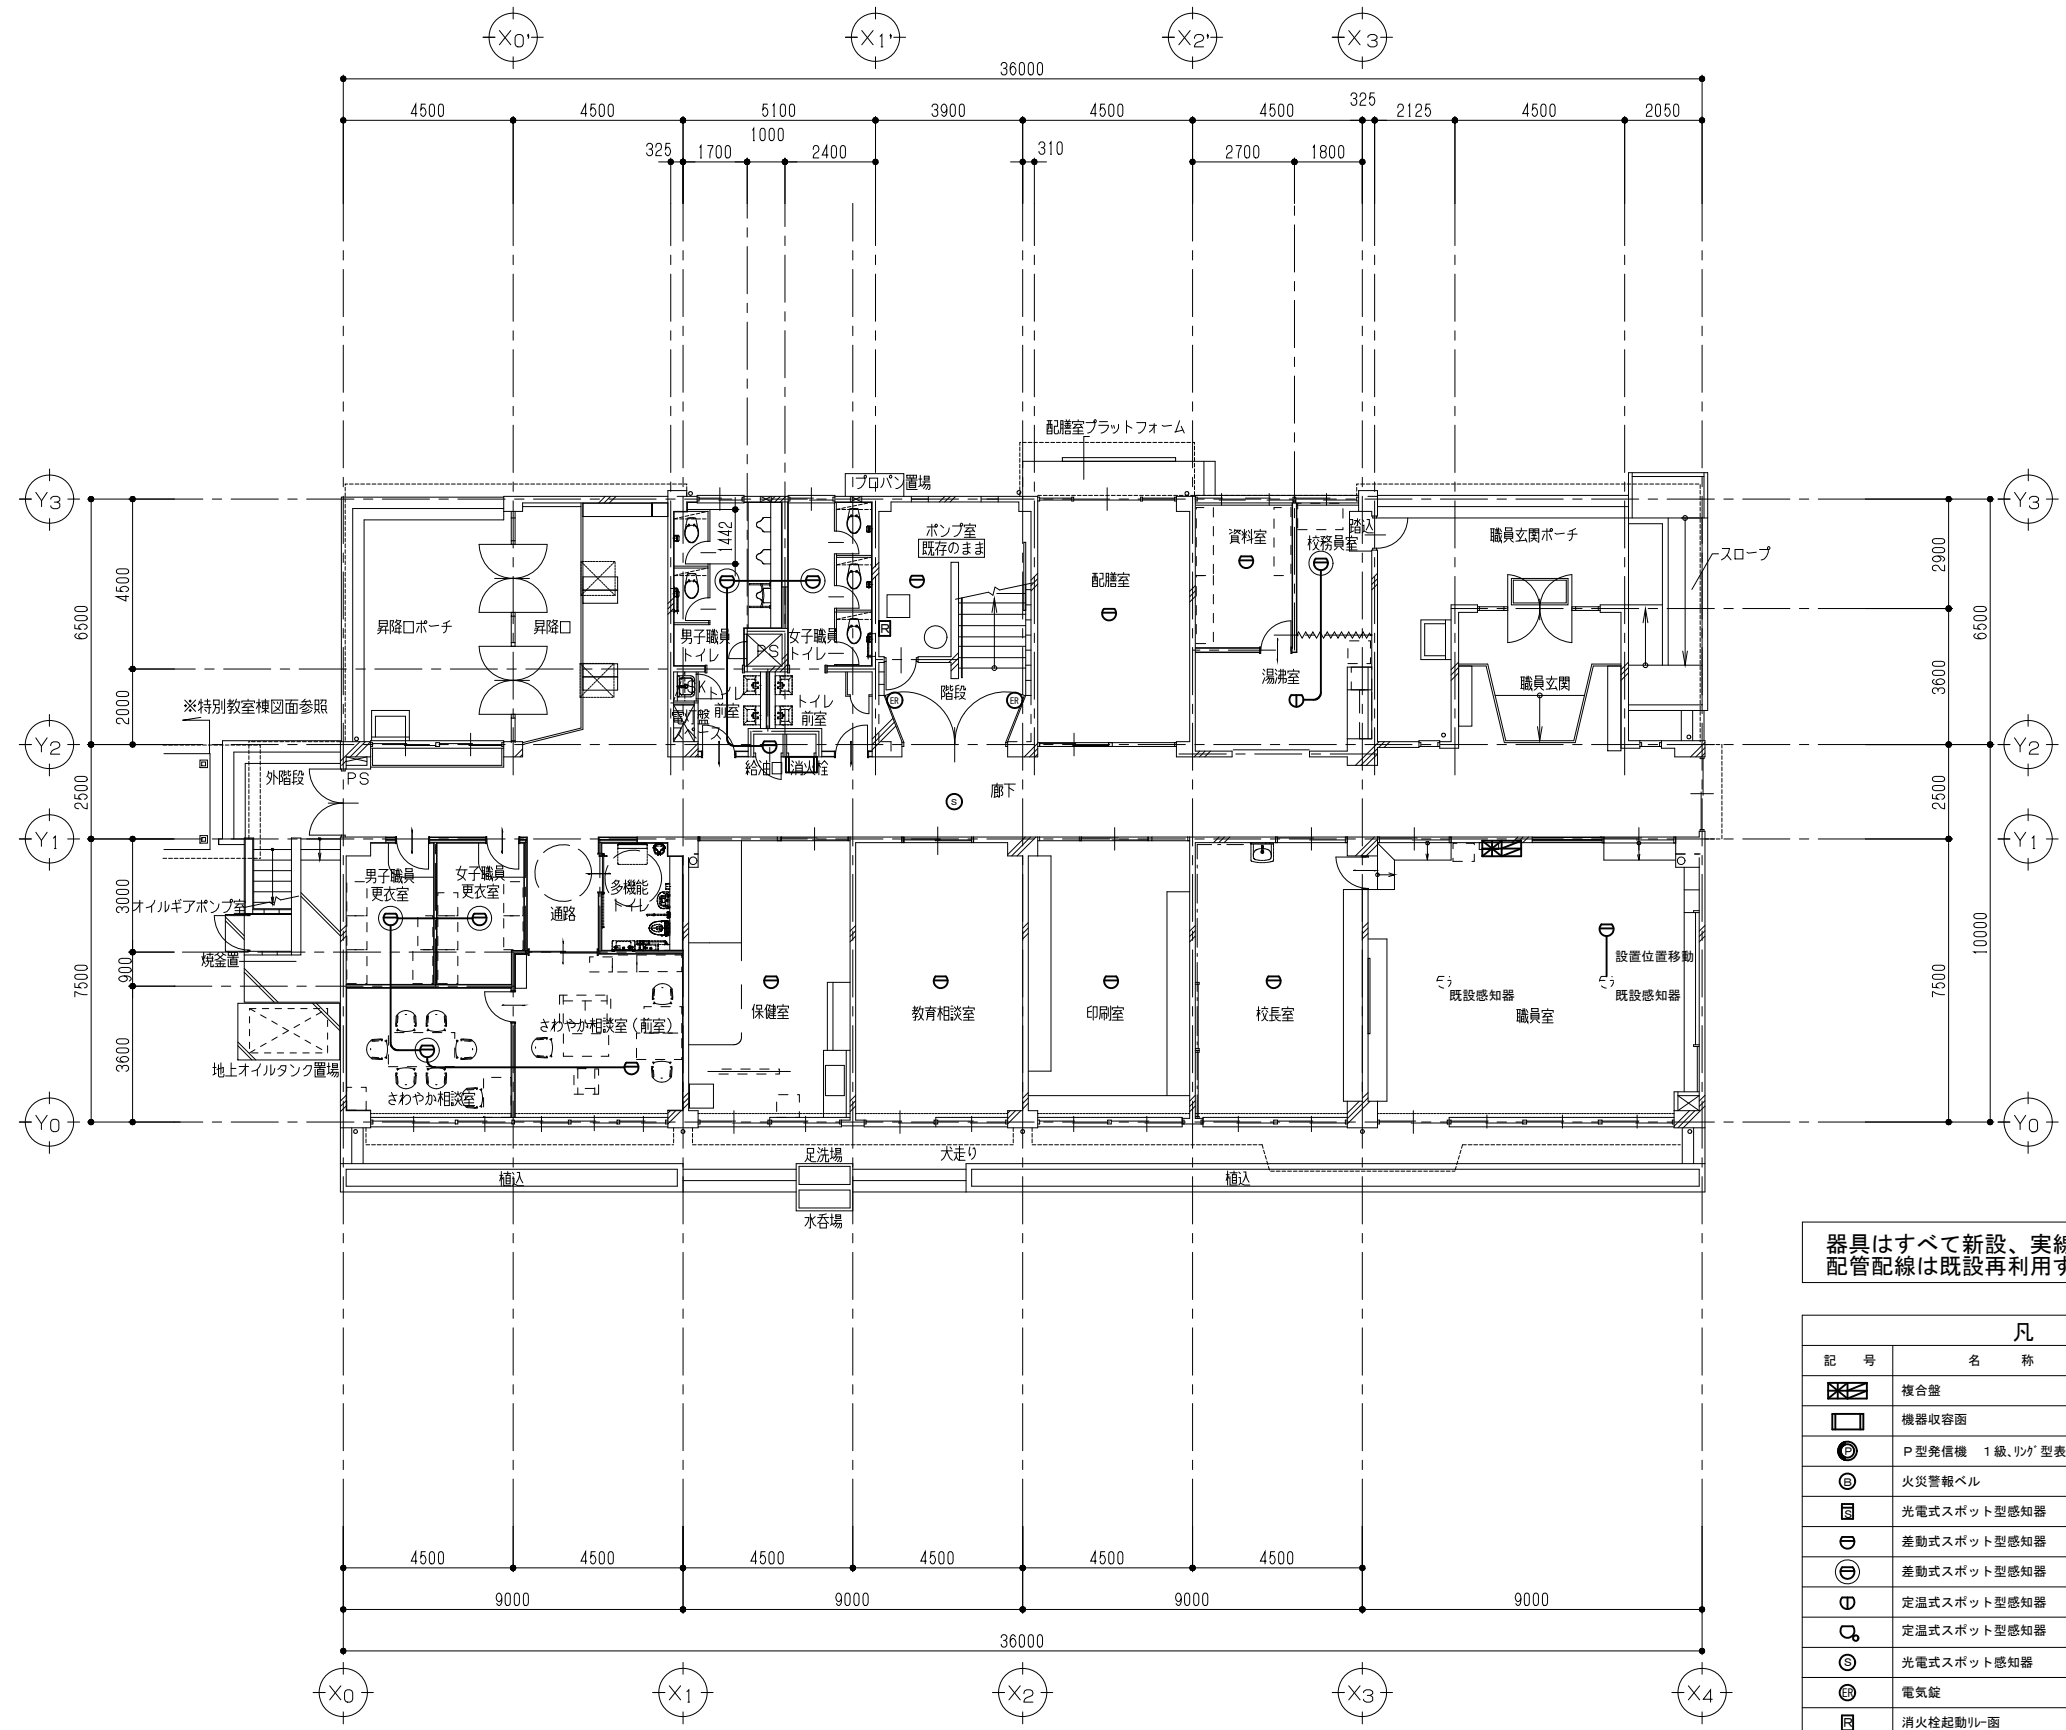 X0' X1' X2' X3
36000
4500 4500 5100 3900 4500 4500 325 2125 4500 2050
325 1700 1000 2400 310 2700 1800
配膳室プラットフォーム
プロパン置場
Y3 Y3
ポンプ室
既存のまま
資料室 踏込
校務員室
職員玄関ポーチ
スロープ
1442
4500
6500
2000
2900
6500
3600
配膳室
昇降口ポーチ 昇降口
男子職員
トイレ
PS
女子職員
トイレ
R
湯沸室
職員玄関
※特別教室棟図面参照
SK
トイレ
前室
トイレ
前室
電灯盤
スペース
ER 階段 ER
Y2 Y2
外階段 PS
給油口 消火栓
廊下
S
2500 2500
Y1 Y1
男子職員
更衣室
女子職員
更衣室
通路
多機能
トイレ
オイルギアポンプ室
焼釜置
3000
900
7500
3600
10000
7500
設置位置移動
既設感知器 既設感知器
保健室 教育相談室 印刷室 校長室 職員室
さわやか相談室(前室)
地上オイルタンク置場
さわやか相談室
Y0 Y0
足洗場 犬走り
植込 植込
水呑場
器具はすべて新設、実線
配管配線は既設再利用す
凡
記 号 名 称
複合盤
機器収容函
P P型発信機 1級、リング型表
B 火災警報ベル
S 光電式スポット型感知器
差動式スポット型感知器
差動式スポット型感知器
定温式スポット型感知器
定温式スポット型感知器
S 光電式スポット感知器
ER 電気錠
R 消火栓起動リレー函
4500 4500 4500 4500 4500 4500
9000 9000 9000 9000
36000
X0 X1 X2 X3 X4